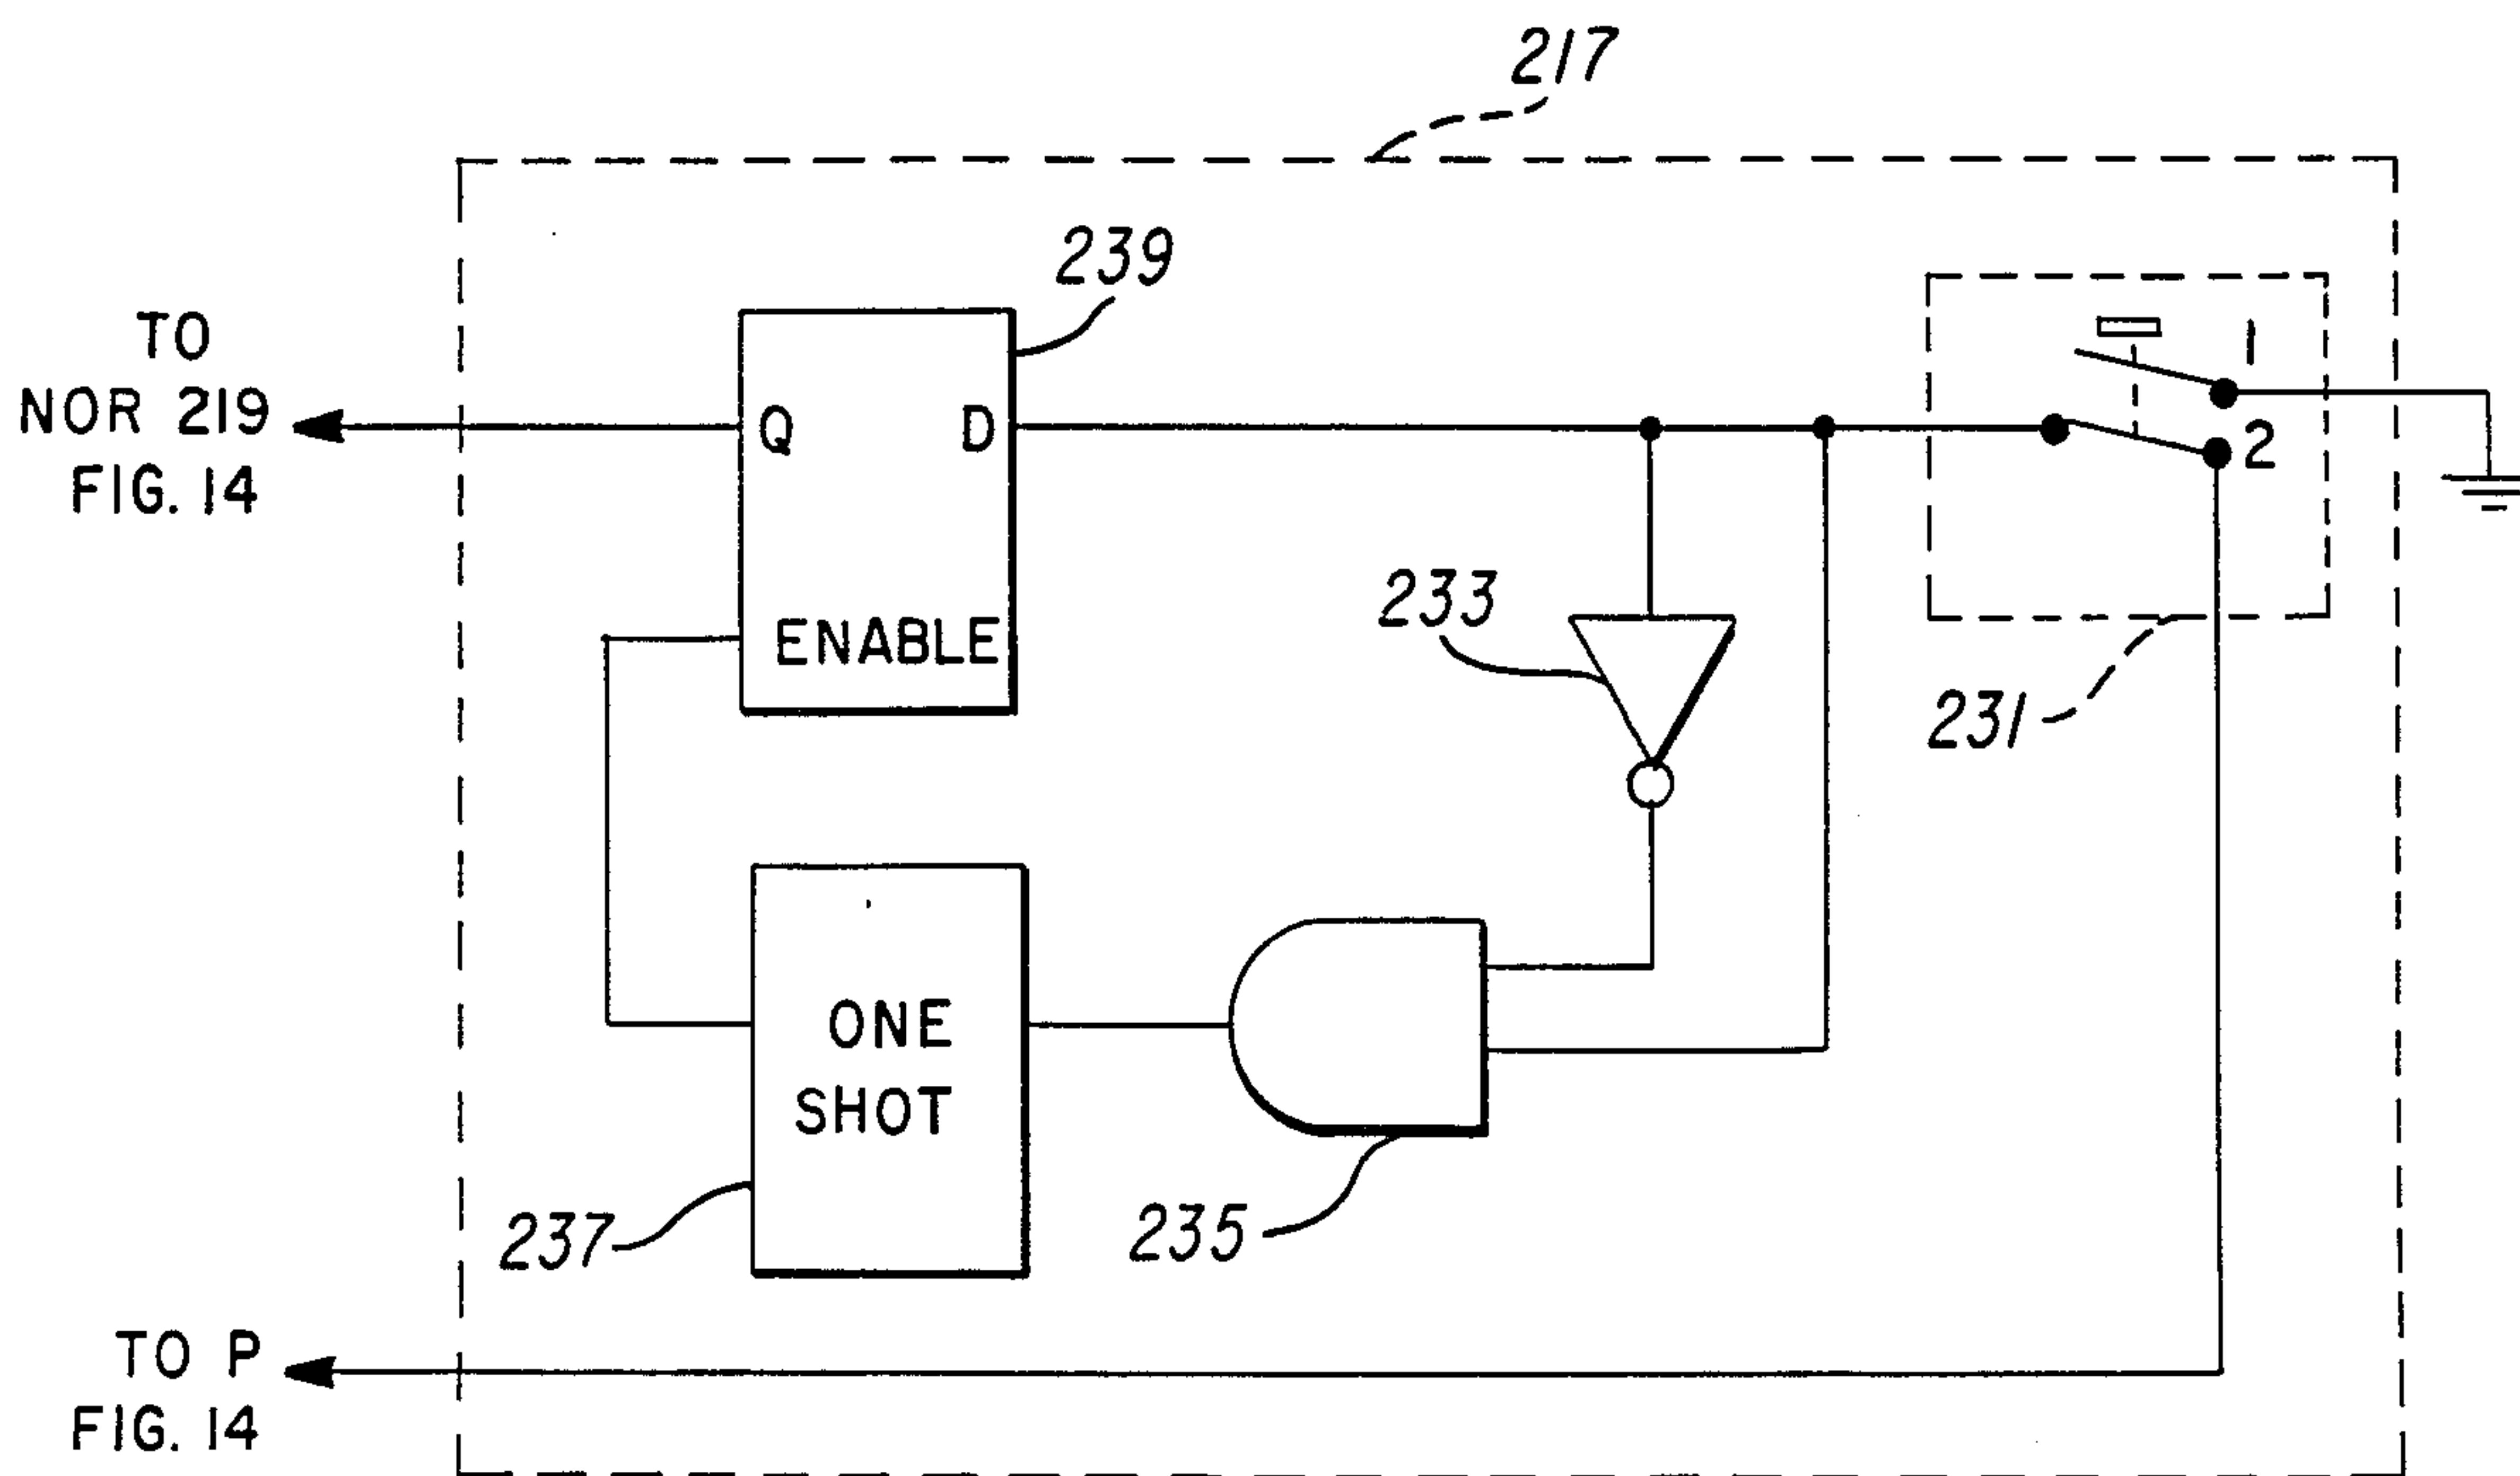 217
239
TO
NOR 219
FIG. 14
Q
D
1
2
ENABLE
233
231
ONE
SHOT
237
235
TO P
FIG. 14